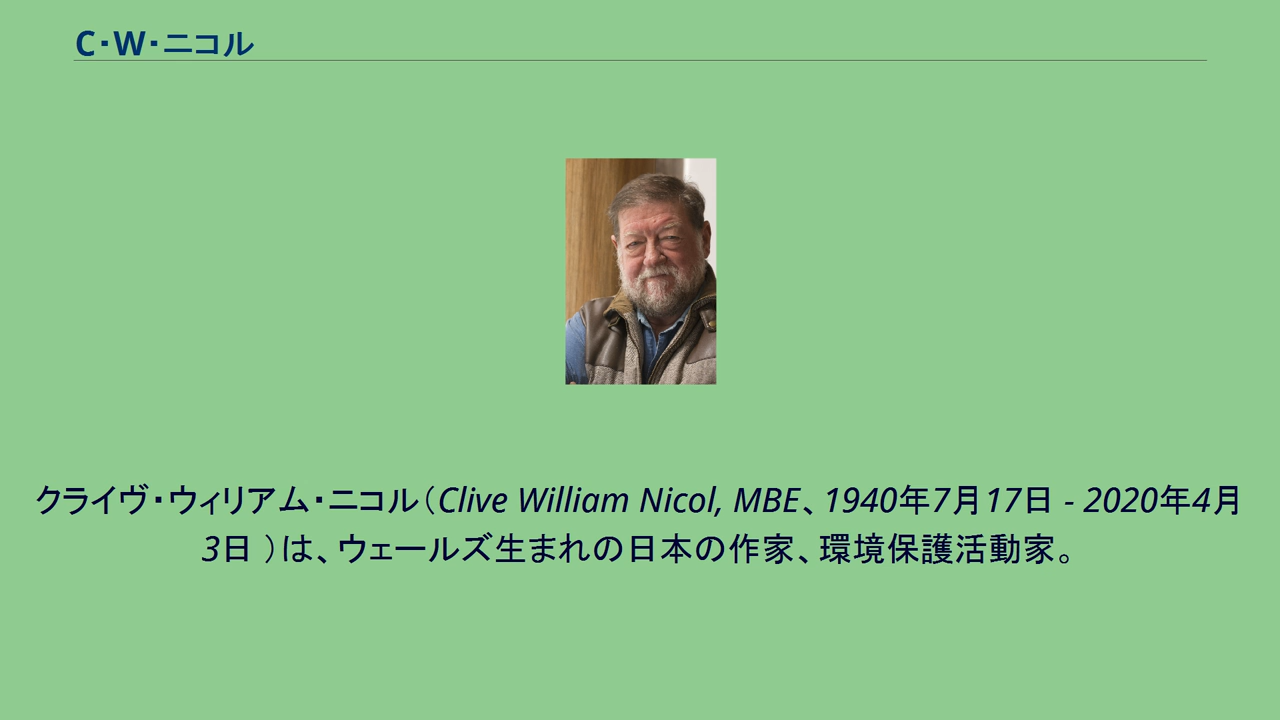 C・W・ニコル
クライヴ・ウィリアム・ニコル（Clive William Nicol, MBE、1940年7月17日 - 2020年4月
3日 ）は、ウェールズ生まれの日本の作家、環境保護活動家。